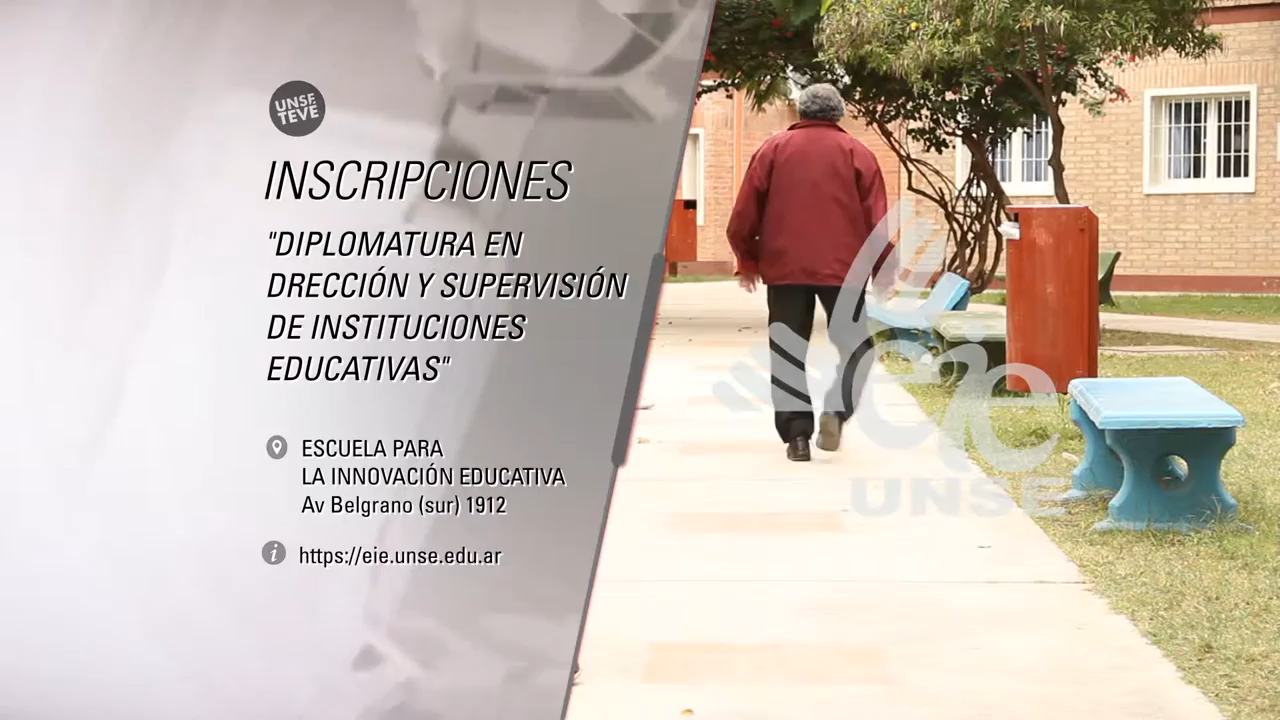 UNSE
TEVE
INSCRIPCIONES
"DIPLOMATURA EN
DRECCIÓN Y SUPERVISIÓN
DE INSTITUCIONES
EDUCATIVAS"
ESCUELA PARA
LA INNOVACIÓN EDUCATIVA
Av Belgrano (sur) 1912
i https://eie.unse.edu.ar
eie
UNSE